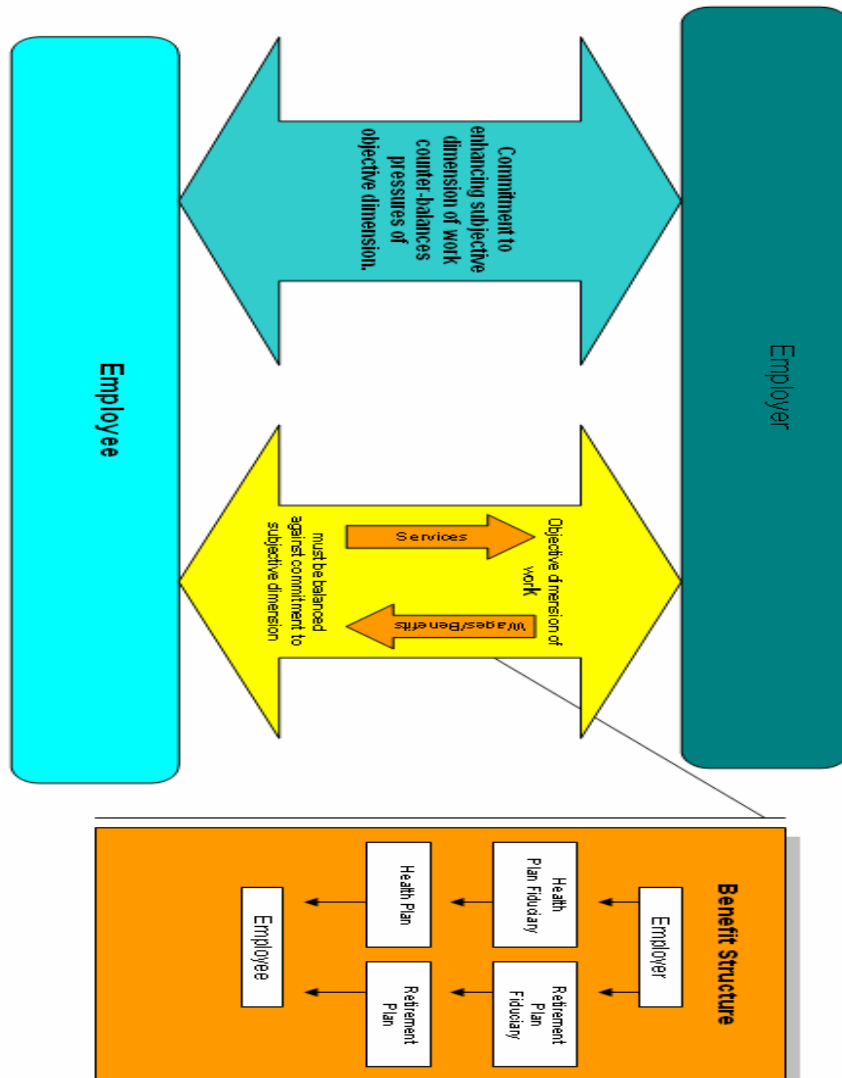 Employer
Commitment to
enhancing subjective
dimension of work
counter-balances
pressures of
objective dimension.
Objective dimension of
work
Services
Wages/Benefits
must be balanced
against commitment to
subjective dimension
Employee
Benefit Structure
Employer
Health
Plan Fiduciary
Retirement
Plan
Fiduciary
Health Plan
Retirement
Plan
Employee